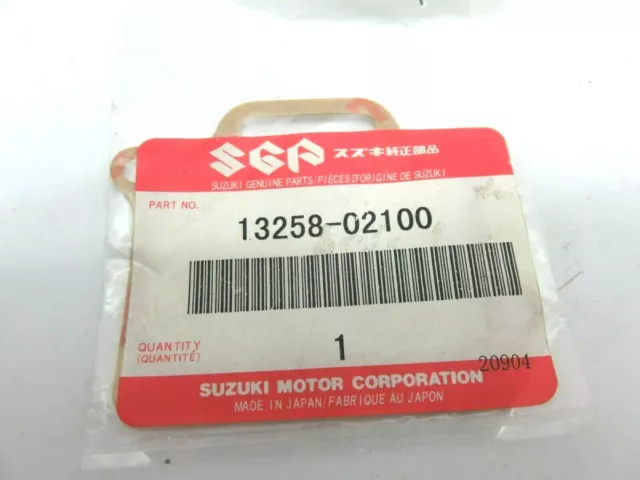 SGP スズキ純正部品
SUZUKI GENUINE PARTS/PIÈCES D'ORIGINE DE SUZUKI
PART NO. 13258-02100
QUANTITY
(QUANTITÉ) 1
20904
SUZUKI MOTOR CORPORATION
MADE IN JAPAN/FABRIQUE AU JAPON